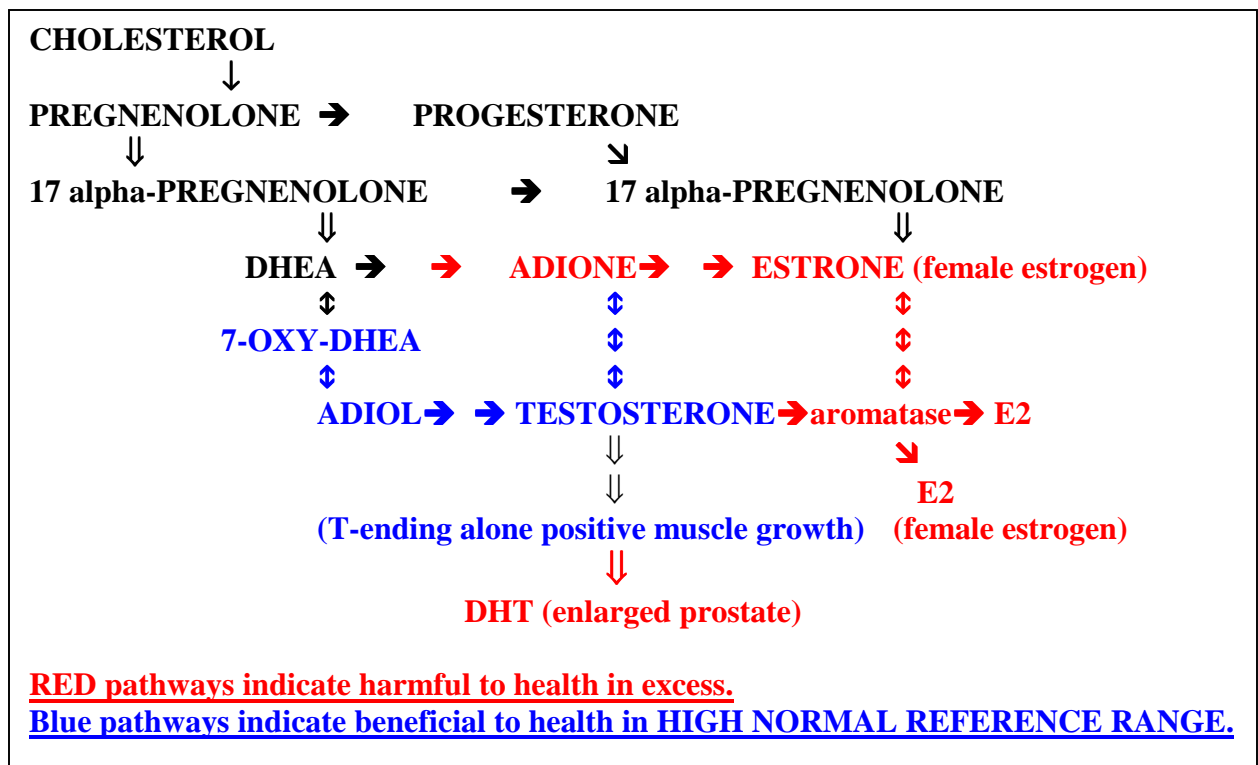 CHOLESTEROL
↓
PREGNENOLONE ➔ PROGESTERONE
⇓ ➘
17 alpha-PREGNENOLONE ➔ 17 alpha-PREGNENOLONE
⇓ ⇓
DHEA ➔ ➔ ADIONE➔ ➔ ESTRONE (female estrogen)
⇕ ⇕ ⇕
7-OXY-DHEA ⇕ ⇕
⇕ ⇕ ⇕
ADIOL➔ ➔ TESTOSTERONE➔aromatase➔ E2
⇓ ➘
⇓ E2
(T-ending alone positive muscle growth) (female estrogen)
⇓
DHT (enlarged prostate)
RED pathways indicate harmful to health in excess.
Blue pathways indicate beneficial to health in HIGH NORMAL REFERENCE RANGE.